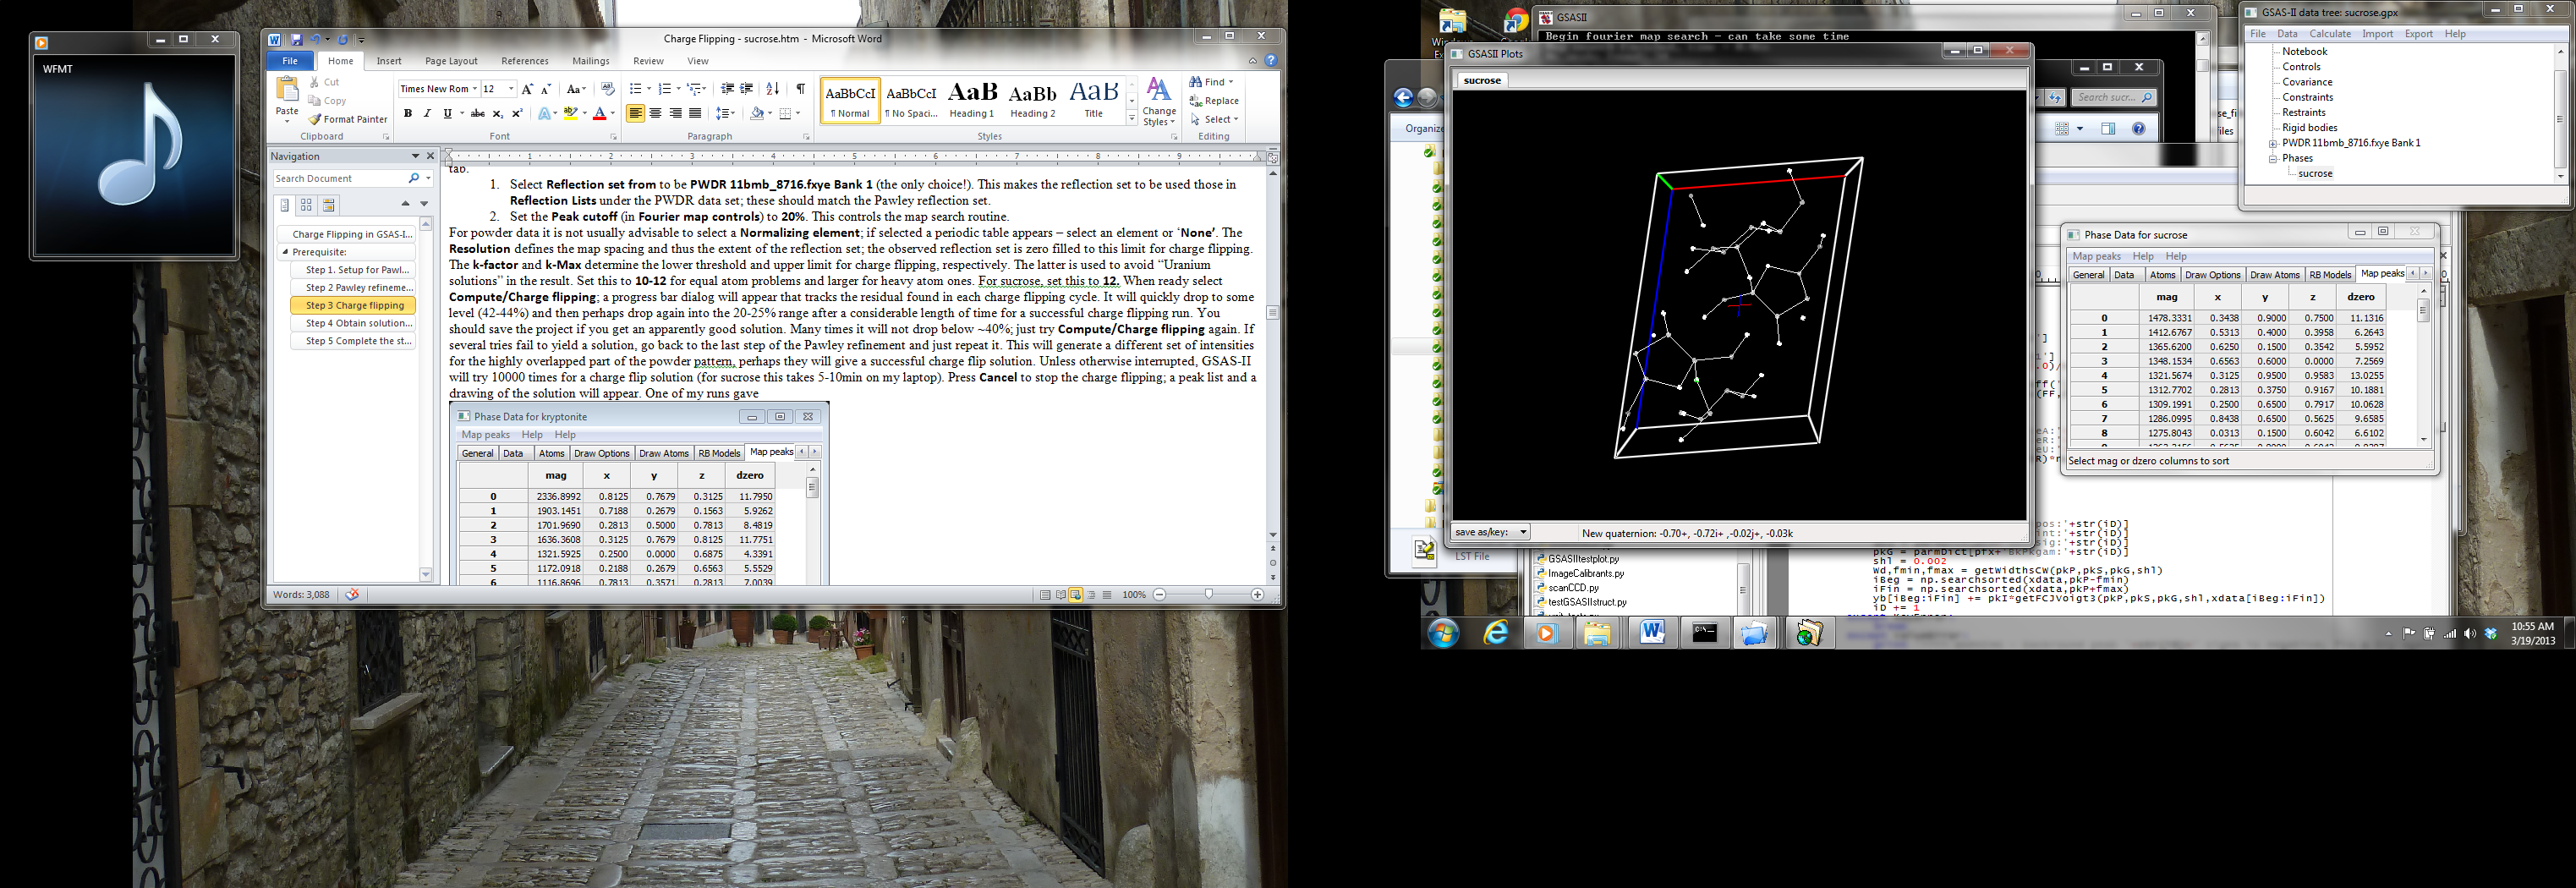 WFMT
Charge Flipping - sucrose.htm - Microsoft Word
File Home Insert Page Layout References Mailings Review View
Paste Cut Copy Format Painter
Times New Rom 12
AaBbCcI AaBbCcI AaB AaBb AaB
¶ Normal ¶ No Spaci... Heading 1 Heading 2 Title
Change Styles
Find Replace Select
Clipboard Font Paragraph Styles Editing
Navigation
Search Document
Charge Flipping in GSAS-I...
Prerequisite:
Step 1. Setup for Pawl...
Step 2 Pawley refineme...
Step 3 Charge flipping
Step 4 Obtain solution...
Step 5 Complete the st...
1 2 3 4 5 6 7 8 9
tab.
1. Select Reflection set from to be PWDR 11bmb_8716.fxye Bank 1 (the only choice!). This makes the reflection set to be used those in
Reflection Lists under the PWDR data set; these should match the Pawley reflection set.
2. Set the Peak cutoff (in Fourier map controls) to 20%. This controls the map search routine.
For powder data it is not usually advisable to select a Normalizing element; if selected a periodic table appears – select an element or ‘None’. The
Resolution defines the map spacing and thus the extent of the reflection set; the observed reflection set is zero filled to this limit for charge flipping.
The k-factor and k-Max determine the lower threshold and upper limit for charge flipping, respectively. The latter is used to avoid “Uranium
solutions” in the result. Set this to 10-12 for equal atom problems and larger for heavy atom ones. For sucrose, set this to 12. When ready select
Compute/Charge flipping; a progress bar dialog will appear that tracks the residual found in each charge flipping cycle. It will quickly drop to some
level (42-44%) and then perhaps drop again into the 20-25% range after a considerable length of time for a successful charge flipping run. You
should save the project if you get an apparently good solution. Many times it will not drop below ~40%; just try Compute/Charge flipping again. If
several tries fail to yield a solution, go back to the last step of the Pawley refinement and just repeat it. This will generate a different set of intensities
for the highly overlapped part of the powder pattern, perhaps they will give a successful charge flip solution. Unless otherwise interrupted, GSAS-II
will try 10000 times for a charge flip solution (for sucrose this takes 5-10min on my laptop). Press Cancel to stop the charge flipping; a peak list and a
drawing of the solution will appear. One of my runs gave
Phase Data for kryptonite
Map peaks Help Help
General Data Atoms Draw Options Draw Atoms RB Models Map peaks
mag x y z dzero
0 2336.8992 0.8125 0.7679 0.3125 11.7950
1 1903.1451 0.7188 0.2679 0.1563 5.9262
2 1701.9690 0.2813 0.5000 0.7813 8.4819
3 1636.3608 0.3125 0.7679 0.8125 11.7751
4 1321.5925 0.2500 0.0000 0.6875 4.3391
5 1172.0918 0.2188 0.2679 0.6563 5.5529
6 1116.8696 0.7813 0.3571 0.2813 7.0039
Words: 3,088
100%
GSASII
Begin fourier map search - can take some time
GSASII Plots
sucrose
save as/key:
New quaternion: -0.70+, -0.72i+ ,-0.02j+, -0.03k
Organize
Search sucr...
LST File
GSASIItestplot.py
ImageCalibrants.py
scanCCD.py
testGSASIIstruct.py
GSAS-II data tree: sucrose.gpx
File Data Calculate Import Export Help
Notebook
Controls
Covariance
Constraints
Restraints
Rigid bodies
PWDR 11bmb_8716.fxye Bank 1
Phases
sucrose
Phase Data for sucrose
Map peaks Help Help
General Data Atoms Draw Options Draw Atoms RB Models Map peaks
mag x y z dzero
0 1478.3331 0.3438 0.9000 0.7500 11.1316
1 1412.6767 0.5313 0.4000 0.3958 6.2643
2 1365.6200 0.6250 0.1500 0.3542 5.5952
3 1348.1534 0.6563 0.6000 0.0000 7.2569
4 1321.5674 0.3125 0.9500 0.9583 13.0255
5 1312.7702 0.2813 0.3750 0.9167 10.1881
6 1309.1991 0.2500 0.6500 0.7917 10.0628
7 1286.0995 0.8438 0.6500 0.5625 9.6585
8 1275.8043 0.0313 0.1500 0.6042 6.6102
Select mag or dzero columns to sort
pos:'+str(iD)]
int:'+str(iD)]
sig:'+str(iD)]
pkG = parmDict[pfx+'BkPkgam:'+str(iD)]
shl = 0.002
Wd,fmin,fmax = getWidthsCW(pkP,pkS,pkG,shl)
iBeg = np.searchsorted(xdata,pkP-fmin)
iFin = np.searchsorted(xdata,pkP+fmax)
yb[iBeg:iFin] += pkI*getFCJVoigt3(pkP,pkS,pkG,shl,xdata[iBeg:iFin])
iD += 1
10:55 AM
3/19/2013